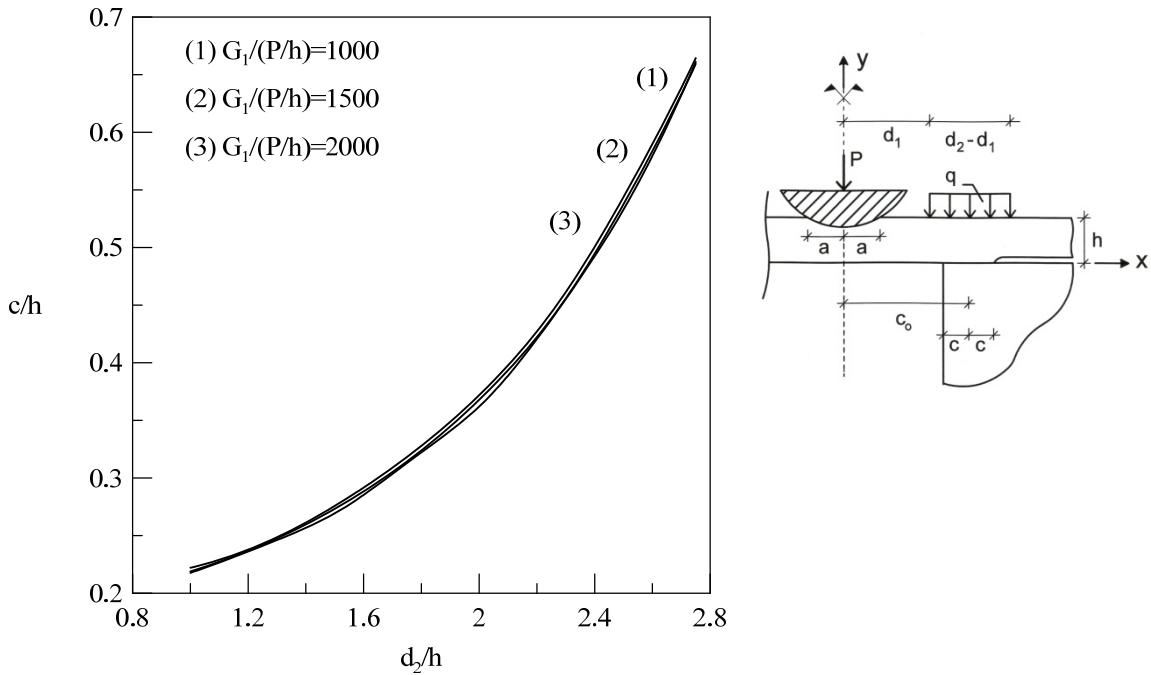 0.7
0.6
0.5
0.4
0.3
0.2
c/h
0.8
1.2
1.6
2
2.4
2.8
d₂/h
(1) G₁/(P/h)=1000
(2) G₁/(P/h)=1500
(3) G₁/(P/h)=2000
(1)
(2)
(3)
y
d₁
d₂-d₁
P
q
a
a
h
x
c₀
c
c